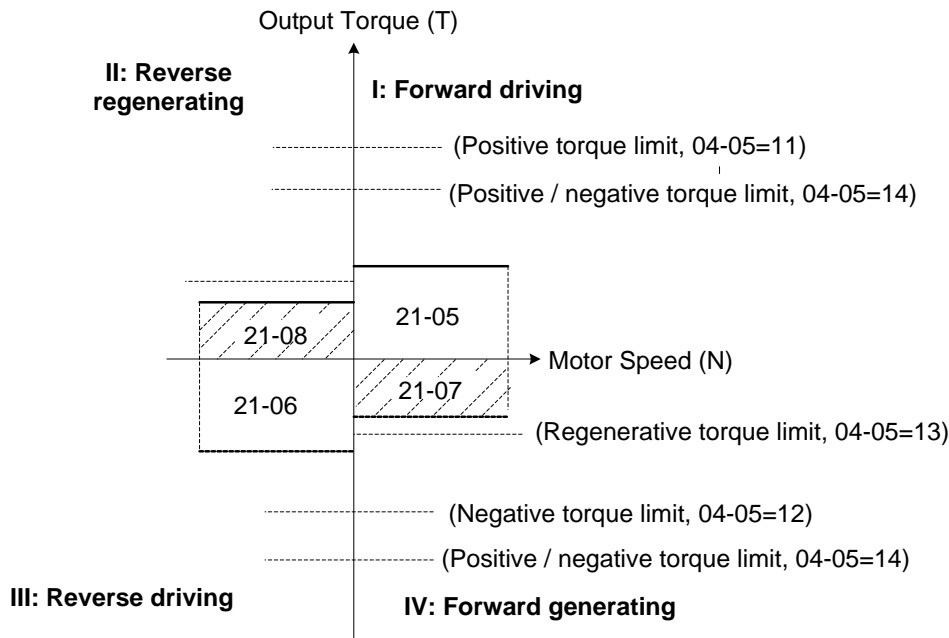 Output Torque (T)
II: Reverse
regenerating
I: Forward driving
(Positive torque limit, 04-05=11)
(Positive / negative torque limit, 04-05=14)
21-05
21-08
Motor Speed (N)
21-07
21-06
(Regenerative torque limit, 04-05=13)
(Negative torque limit, 04-05=12)
(Positive / negative torque limit, 04-05=14)
III: Reverse driving
IV: Forward generating